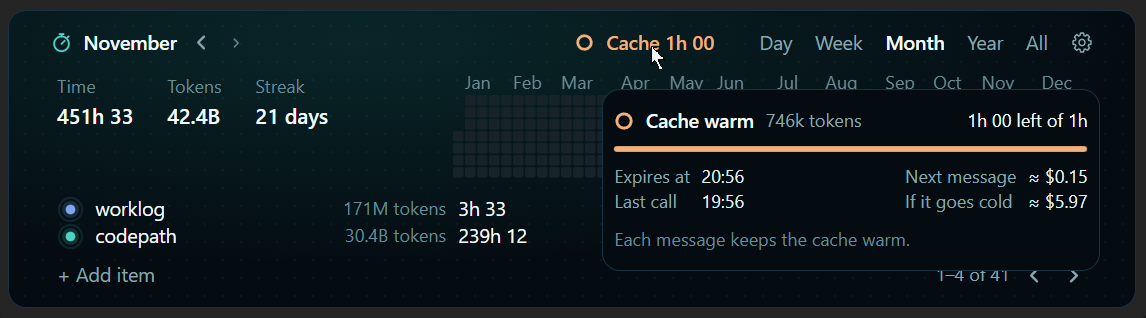 November
Cache 1h 00
Day Week Month Year All
Time Tokens Streak
451h 33 42.4B 21 days
Jan Feb Mar Apr May Jun Jul Aug Sep Oct Nov Dec
Cache warm 746k tokens 1h 00 left of 1h
Expires at 20:56 Next message ≈ $0.15
Last call 19:56 If it goes cold ≈ $5.97
Each message keeps the cache warm.
worklog 171M tokens 3h 33
codepath 30.4B tokens 239h 12
+ Add item
1–4 of 41